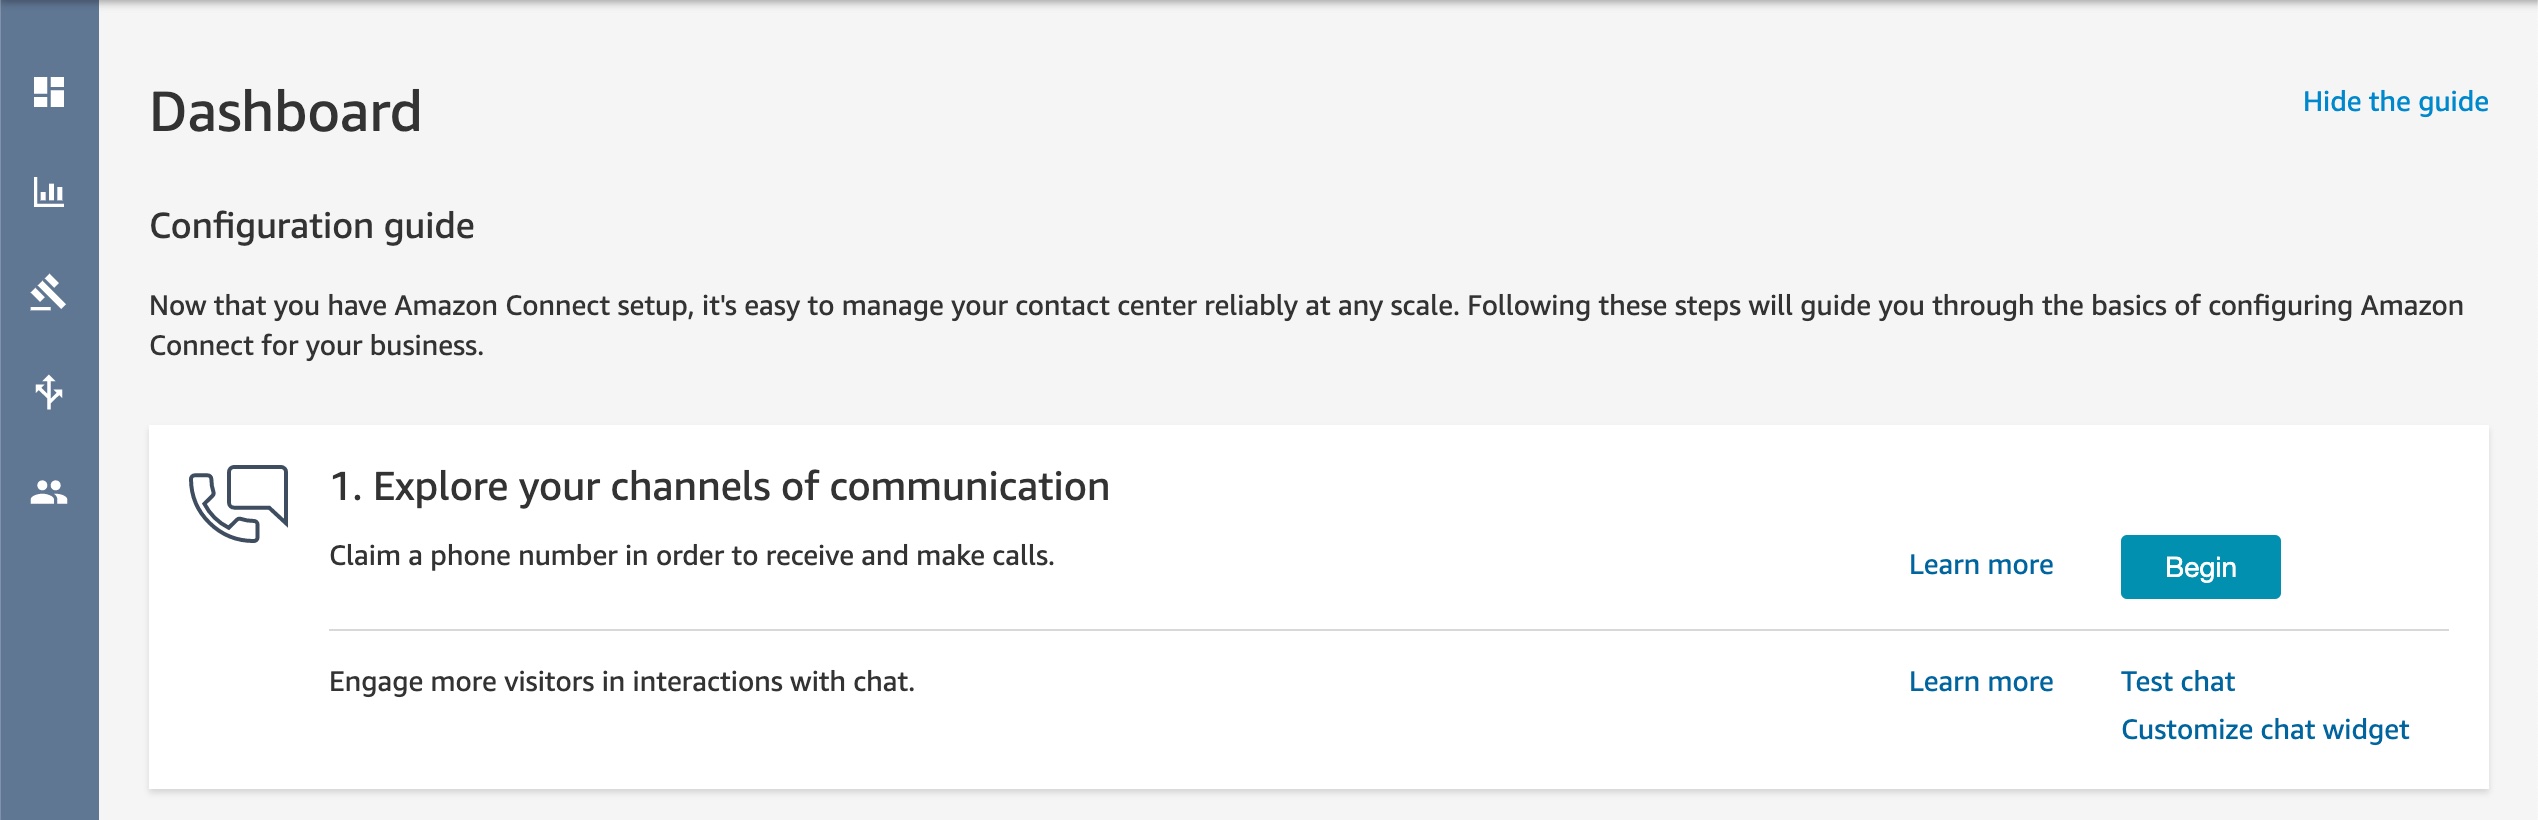 Dashboard
Hide the guide
Configuration guide
Now that you have Amazon Connect setup, it's easy to manage your contact center reliably at any scale. Following these steps will guide you through the basics of configuring Amazon
Connect for your business.
1. Explore your channels of communication
Claim a phone number in order to receive and make calls.
Learn more
Begin
Engage more visitors in interactions with chat.
Learn more
Test chat
Customize chat widget